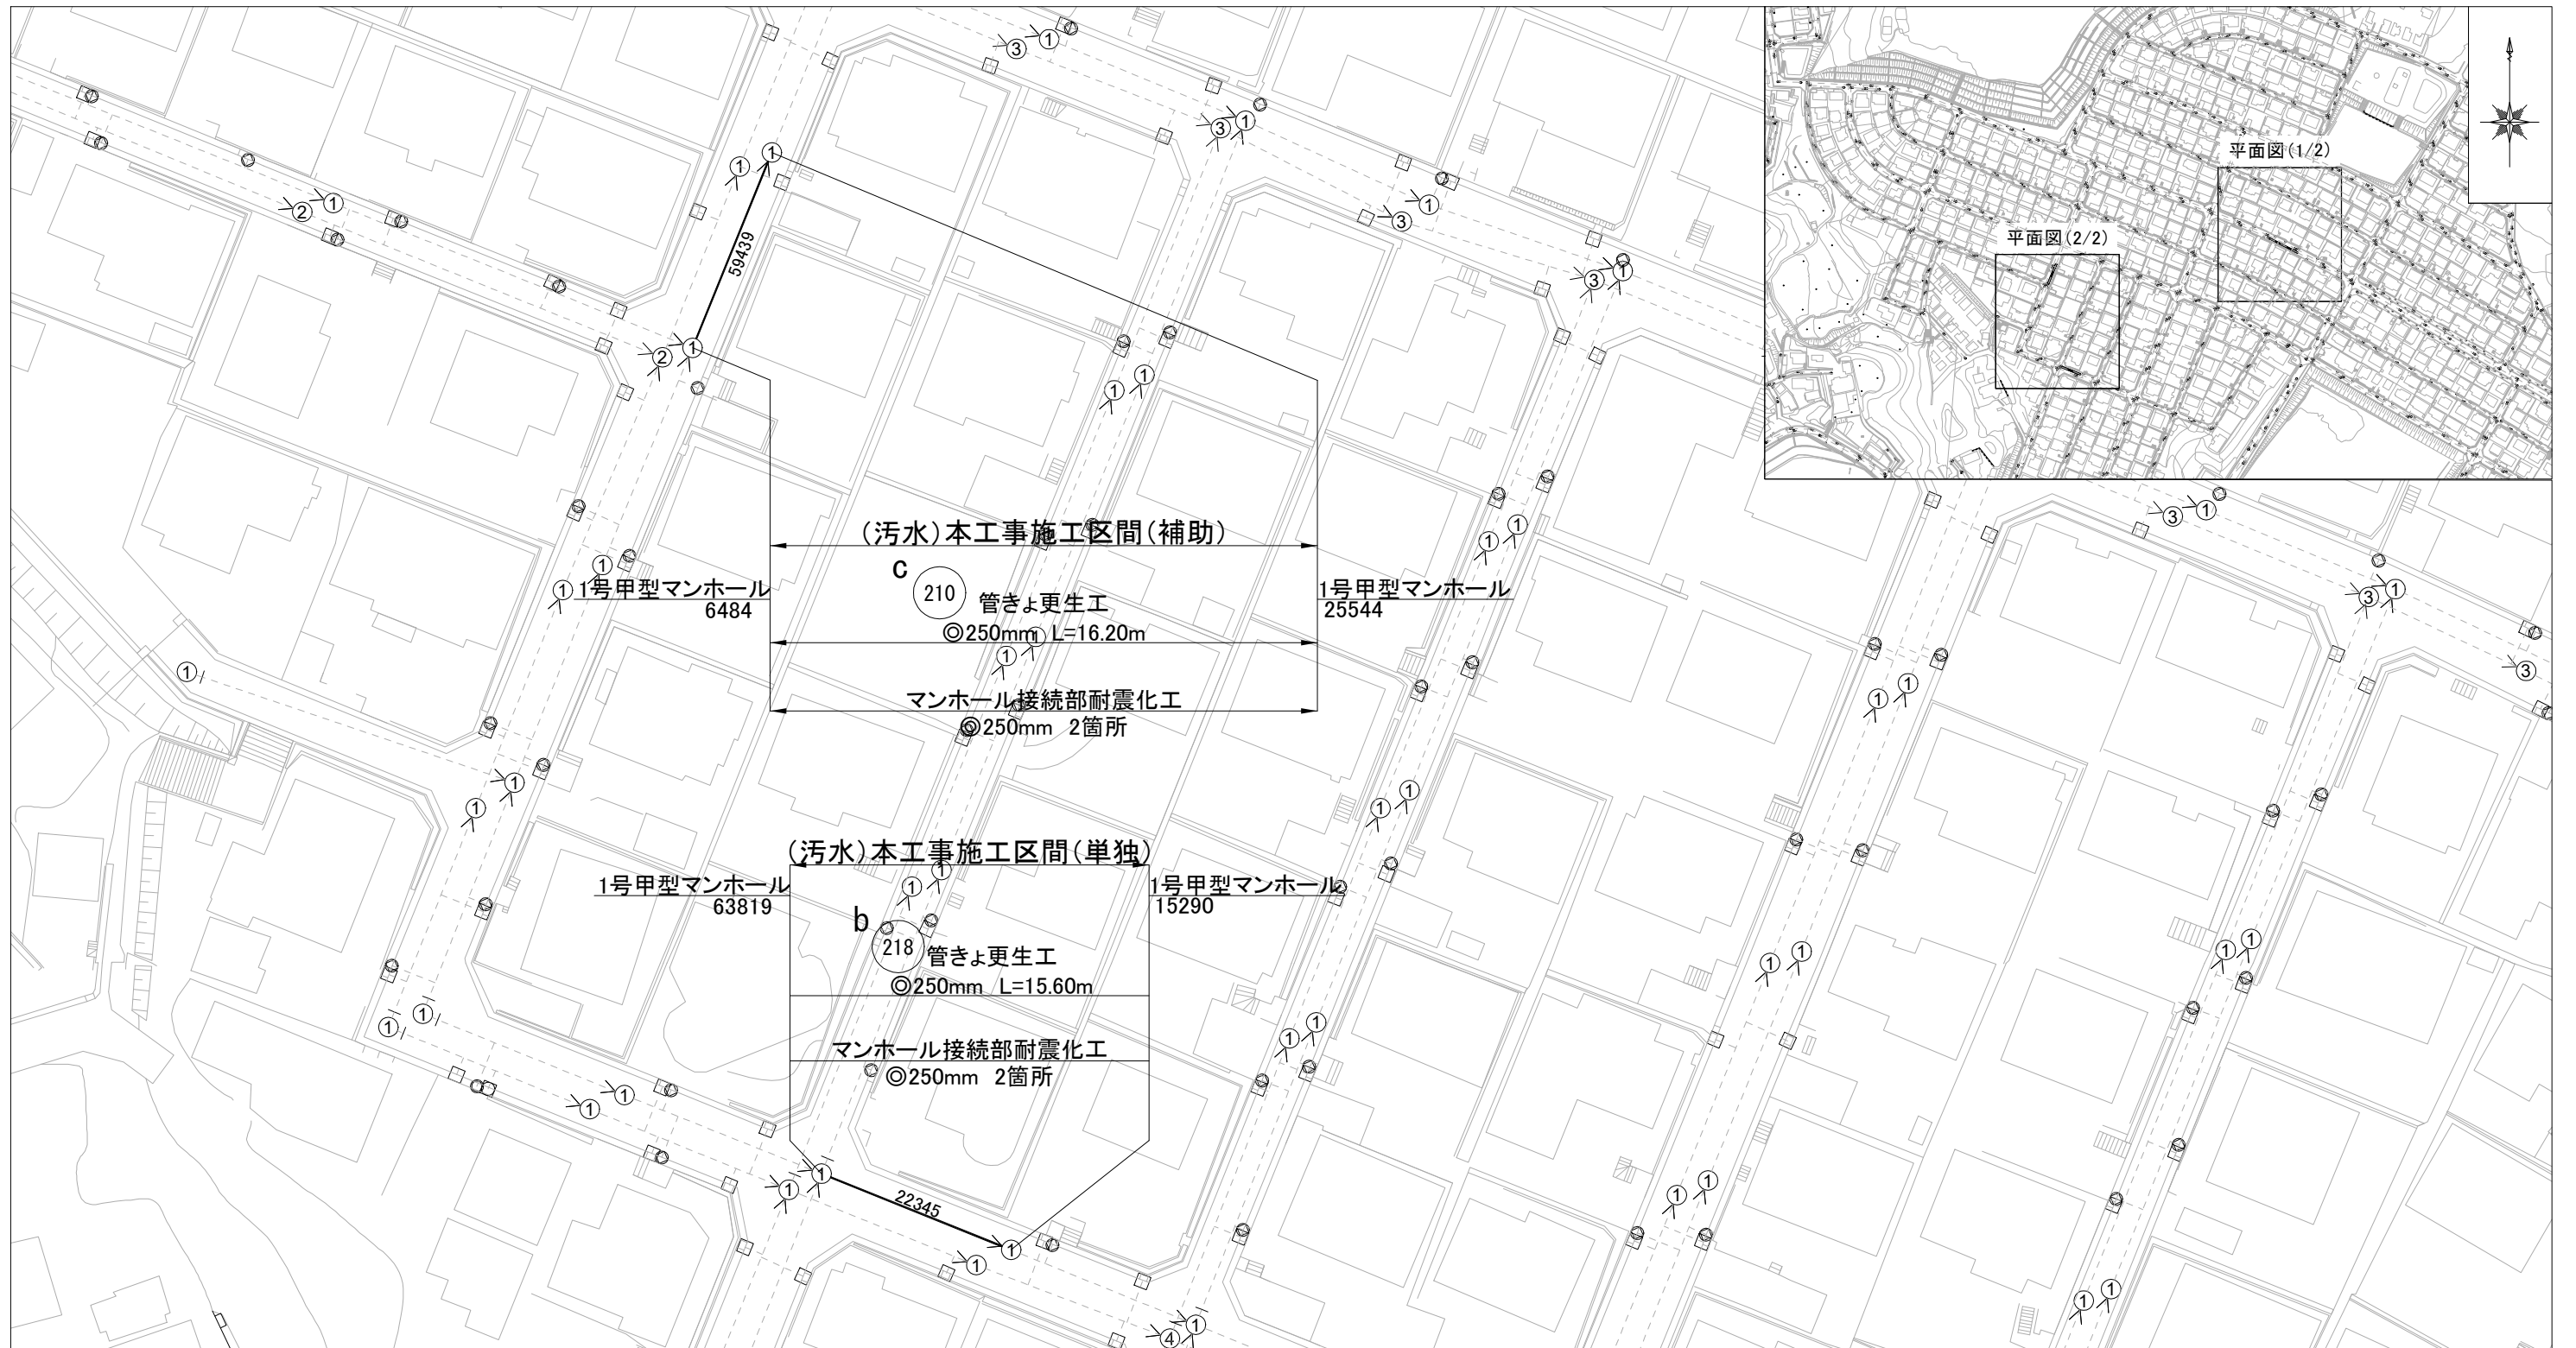 平面図(1/2)
平面図(2/2)
59439
(汚水)本工事施工区間(補助)
c
210
管きょ更生工
◎250mm L=16.20m
1号甲型マンホール
6484
1号甲型マンホール
25544
マンホール接続部耐震化工
◎250mm 2箇所
(汚水)本工事施工区間(単独)
1号甲型マンホール
63819
1号甲型マンホール
15290
b
218
管きょ更生工
◎250mm L=15.60m
マンホール接続部耐震化工
◎250mm 2箇所
22345